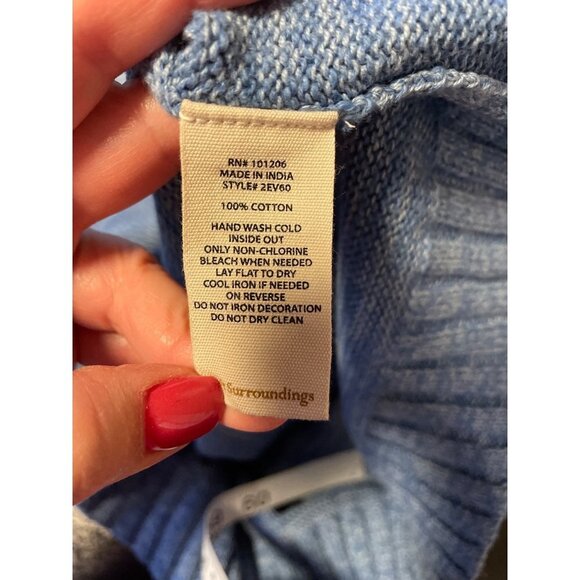 RN# 101206
MADE IN INDIA
STYLE# 2EV60
100% COTTON
HAND WASH COLD
INSIDE OUT
ONLY NON-CHLORINE
BLEACH WHEN NEEDED
LAY FLAT TO DRY
COOL IRON IF NEEDED
ON REVERSE
DO NOT IRON DECORATION
DO NOT DRY CLEAN
Surroundings